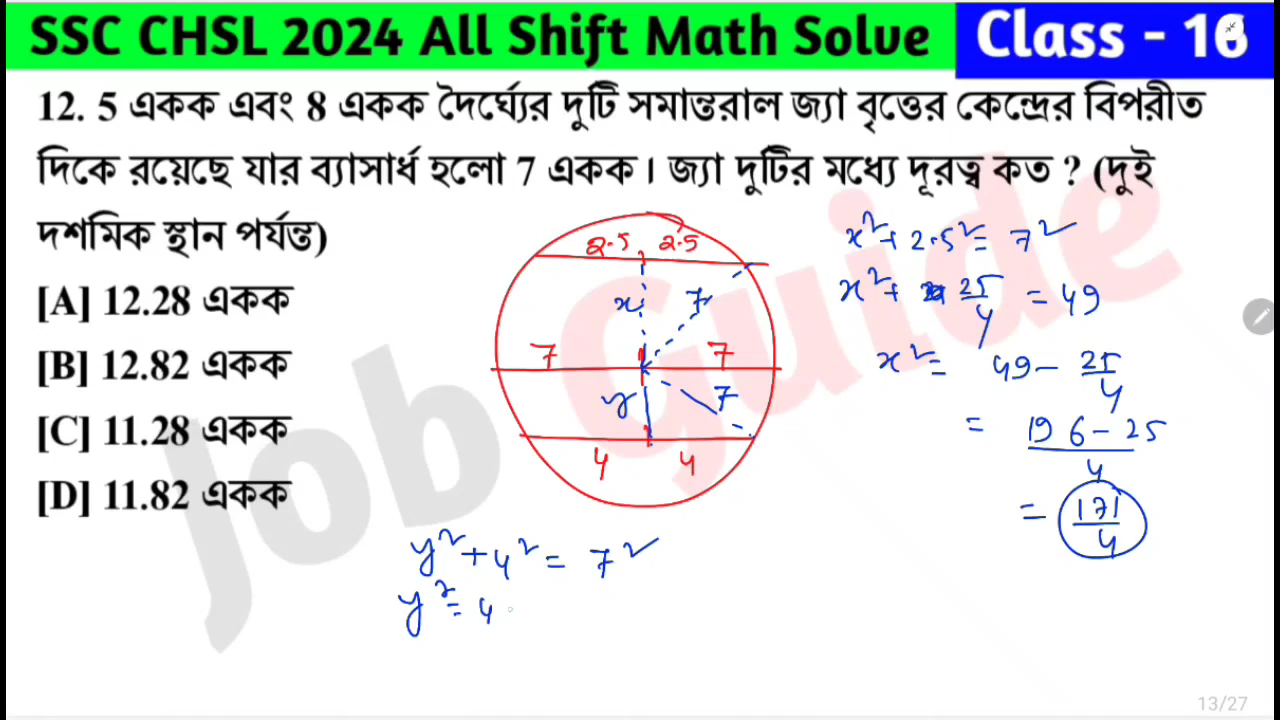 SSC CHSL 2024 All Shift Math Solve Class - 16
12. 5 একক এবং 8 একক দৈর্ঘ্যের দুটি সমান্তরাল জ্যা বৃত্তের কেন্দ্রের বিপরীত
দিকে রয়েছে যার ব্যাসার্ধ হলো 7 একক। জ্যা দুটির মধ্যে দূরত্ব কত ? (দুই
দশমিক স্থান পর্যন্ত)
[A] 12.28 একক
[B] 12.82 একক
[C] 11.28 একক
[D] 11.82 একক
2.5 2.5
x 7
7 7
y 7
4 4
x² + 2.5² = 7²
x² + 25/4 = 49
x² = 49 - 25/4
= 196 - 25/4
= 171/4
y² + 4² = 7²
y² = 4
Job Guide
13/27